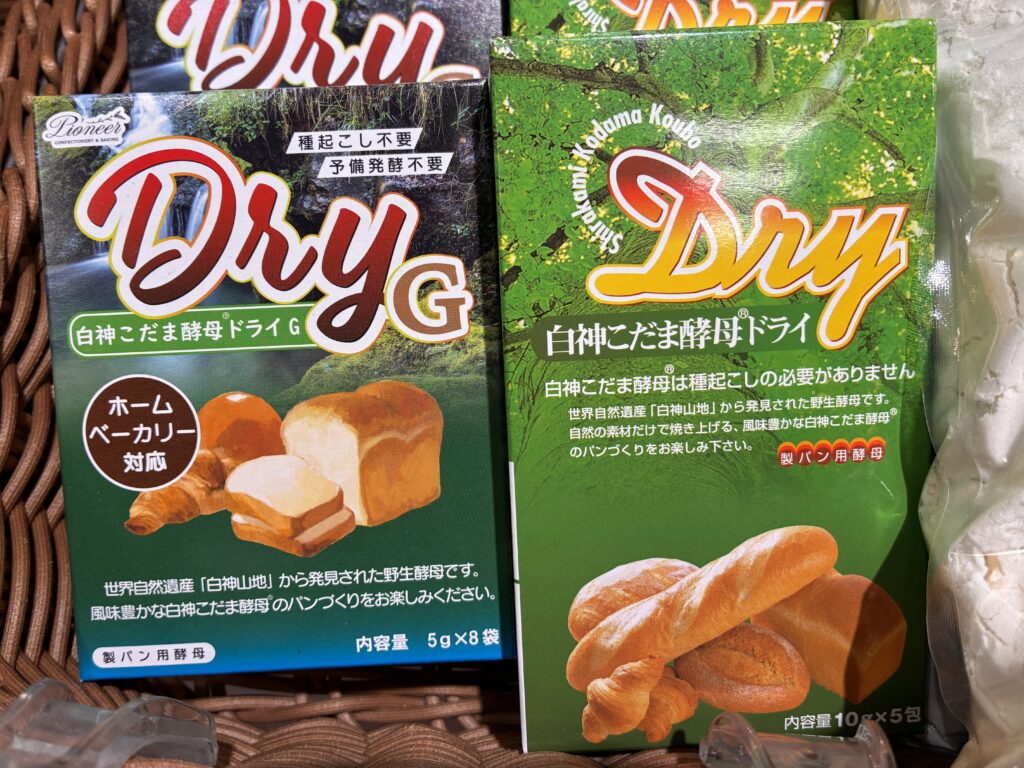 Dry
G
Dry
Shirak
Pioneer
CONFECTIONERY & BAKING
種起こし不要
予備発酵不要
Dry G
白神こだま酵母®ドライG
ホーム
ベーカリー
対応
世界自然遺産「白神山地」から発見された野生酵母です。
風味豊かな白神こだま酵母®のパンづくりをお楽しみください。
製パン用酵母
内容量 5g×8袋
Shirakami Kodama Koubo
Dry
白神こだま酵母®ドライ
白神こだま酵母®は種起こしの必要がありません
世界自然遺産「白神山地」から発見された野生酵母です。
自然の素材だけで焼き上げる、風味豊かな白神こだま酵母®
のパンづくりをお楽しみ下さい。
製パン用酵母
内容量10g×5包